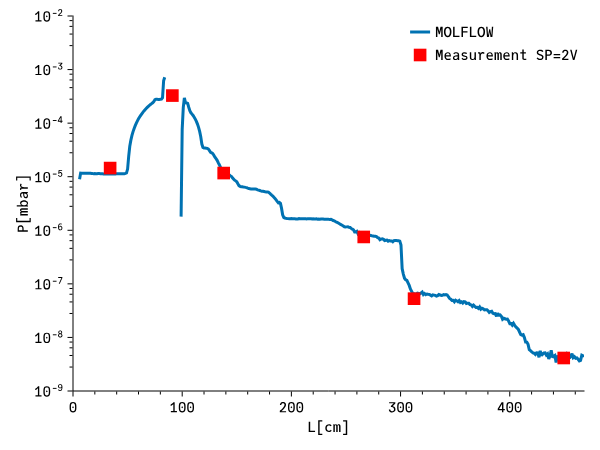 MOLFLOW
Measurement SP=2V
P[mbar]
10⁻²
10⁻³
10⁻⁴
10⁻⁵
10⁻⁶
10⁻⁷
10⁻⁸
10⁻⁹
0 100 200 300 400
L[cm]